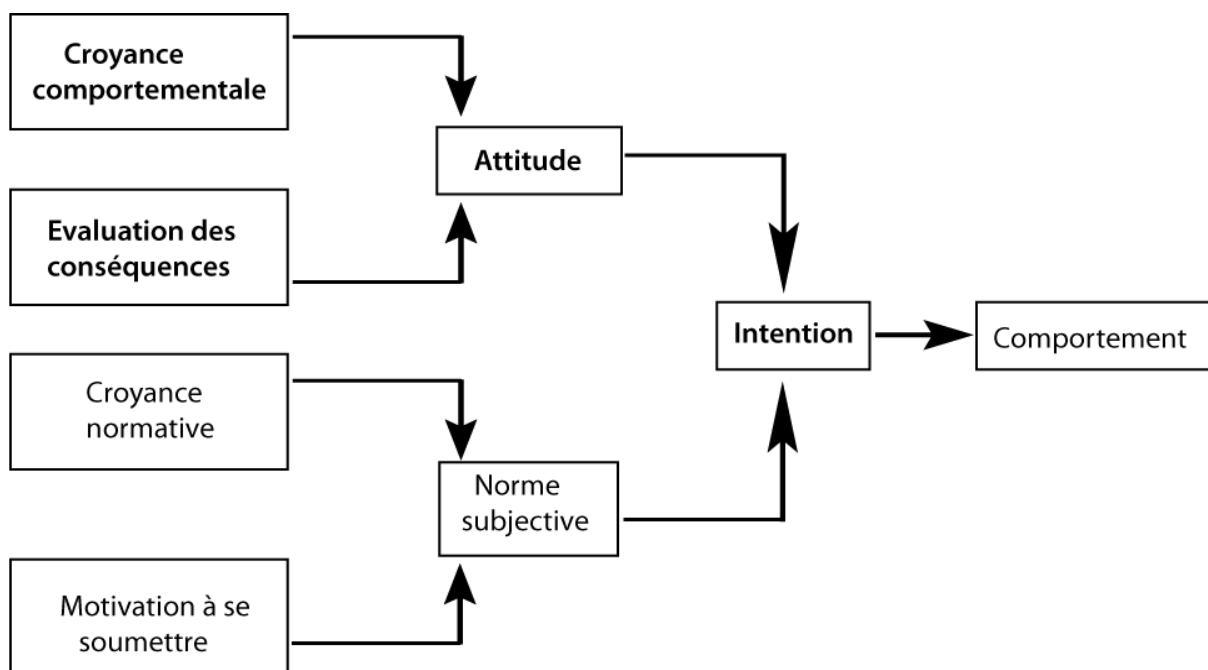 Croyance
comportementale
Attitude
Evaluation des
conséquences
Intention
Comportement
Croyance
normative
Norme
subjective
Motivation à se
soumettre